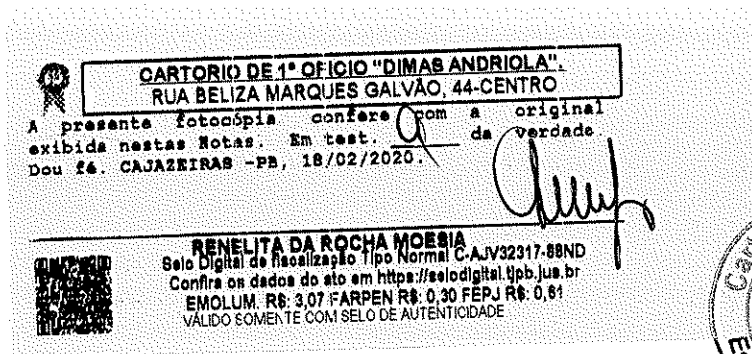 CARTORIO DE 1º OFICIO "DIMAS ANDRIOLA".
RUA BELIZA MARQUES GALVÃO, 44-CENTRO
A presente fotocópia confere com a original
exibida nestas Notas. Em test. da verdade
Dou fé. CAJAZEIRAS -PB, 18/02/2020.
RENELITA DA ROCHA MOESIA
Selo Digital de fiscalização Tipo Normal C-AJV32317-88ND
Confira os dados do ato em https://selodigital.tjpb.jus.br
EMOLUM. R$: 3,07 FARPEN R$: 0,30 FEPJ R$: 0,61
VÁLIDO SOMENTE COM SELO DE AUTENTICIDADE